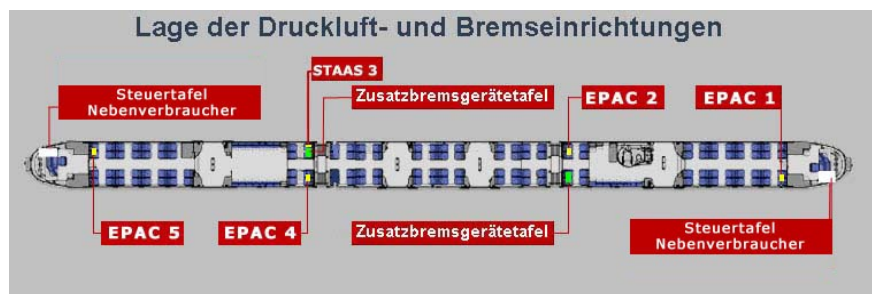 Lage der Druckluft- und Bremseinrichtungen
STAAS 3
Steuertafel
Nebenverbraucher
Zusatzbremsgerätetafel
EPAC 2
EPAC 1
EPAC 5
EPAC 4
Zusatzbremsgerätetafel
Steuertafel
Nebenverbraucher